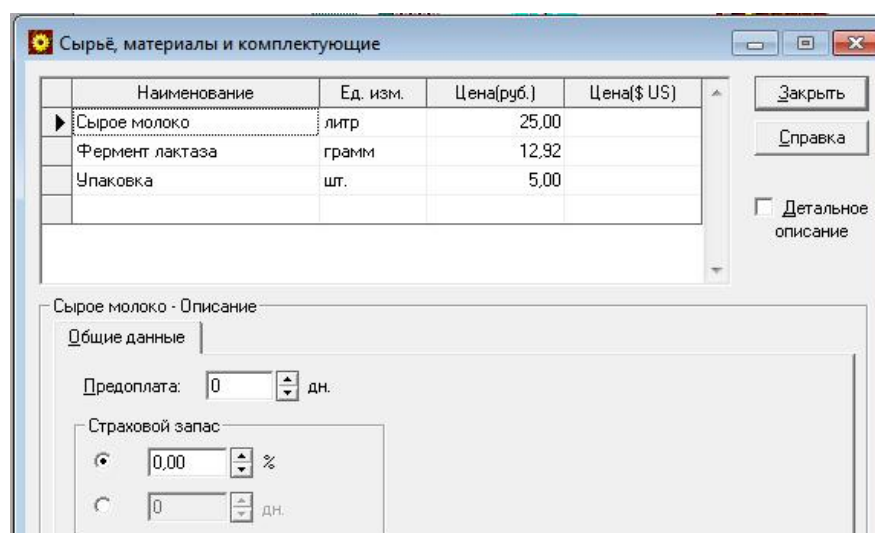 Сырьё, материалы и комплектующие
Наименование Ед. изм. Цена(руб.) Цена($ US)
Сырое молоко литр 25,00
Фермент лактаза грамм 12,92
Упаковка шт. 5,00
Закрыть
Справка
Детальное
описание
Сырое молоко - Описание
Общие данные
Предоплата: 0 дн.
Страховой запас
0,00 %
0 дн.